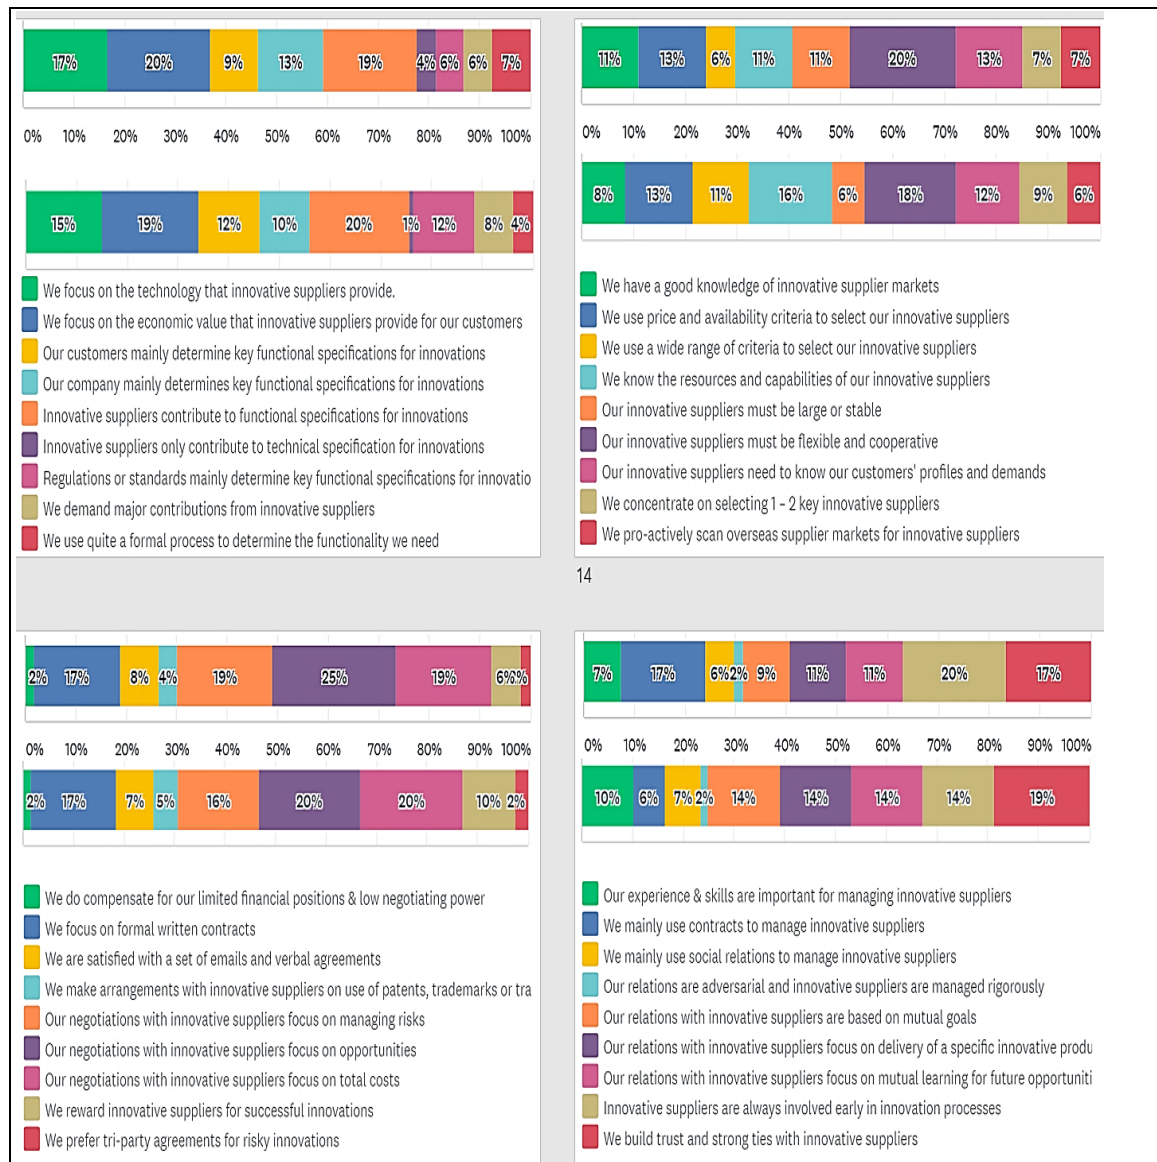 17% 20% 9% 13% 19% 4% 6% 6% 7%
0% 10% 20% 30% 40% 50% 60% 70% 80% 90% 100%
15% 19% 12% 10% 20% 1% 12% 8% 4%
We focus on the technology that innovative suppliers provide.
We focus on the economic value that innovative suppliers provide for our customers
Our customers mainly determine key functional specifications for innovations
Our company mainly determines key functional specifications for innovations
Innovative suppliers contribute to functional specifications for innovations
Innovative suppliers only contribute to technical specification for innovations
Regulations or standards mainly determine key functional specifications for innovatio
We demand major contributions from innovative suppliers
We use quite a formal process to determine the functionality we need
11% 13% 6% 11% 11% 20% 13% 7% 7%
0% 10% 20% 30% 40% 50% 60% 70% 80% 90% 100%
8% 13% 11% 16% 6% 18% 12% 9% 6%
We have a good knowledge of innovative supplier markets
We use price and availability criteria to select our innovative suppliers
We use a wide range of criteria to select our innovative suppliers
We know the resources and capabilities of our innovative suppliers
Our innovative suppliers must be large or stable
Our innovative suppliers must be flexible and cooperative
Our innovative suppliers need to know our customers' profiles and demands
We concentrate on selecting 1 – 2 key innovative suppliers
We pro-actively scan overseas supplier markets for innovative suppliers
14
2% 17% 8% 4% 19% 25% 19% 6%
0% 10% 20% 30% 40% 50% 60% 70% 80% 90% 100%
2% 17% 7% 5% 16% 20% 20% 10% 2%
We do compensate for our limited financial positions & low negotiating power
We focus on formal written contracts
We are satisfied with a set of emails and verbal agreements
We make arrangements with innovative suppliers on use of patents, trademarks or tra
Our negotiations with innovative suppliers focus on managing risks
Our negotiations with innovative suppliers focus on opportunities
Our negotiations with innovative suppliers focus on total costs
We reward innovative suppliers for successful innovations
We prefer tri-party agreements for risky innovations
7% 17% 6% 2% 9% 11% 11% 20% 17%
0% 10% 20% 30% 40% 50% 60% 70% 80% 90% 100%
10% 6% 7% 2% 14% 14% 14% 14% 19%
Our experience & skills are important for managing innovative suppliers
We mainly use contracts to manage innovative suppliers
We mainly use social relations to manage innovative suppliers
Our relations are adversarial and innovative suppliers are managed rigorously
Our relations with innovative suppliers are based on mutual goals
Our relations with innovative suppliers focus on delivery of a specific innovative produ
Our relations with innovative suppliers focus on mutual learning for future opportuniti
Innovative suppliers are always involved early in innovation processes
We build trust and strong ties with innovative suppliers